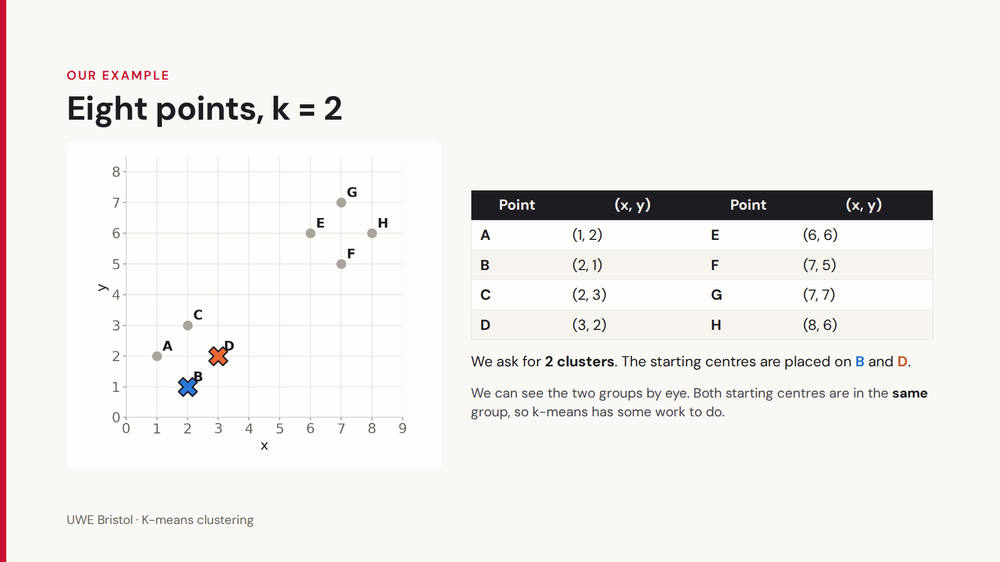 OUR EXAMPLE
Eight points, k = 2
8
7
6
5
4
3
2
1
0
y
0 1 2 3 4 5 6 7 8 9
x
G
E
H
F
C
A
D
B
Point (x, y) Point (x, y)
A (1, 2) E (6, 6)
B (2, 1) F (7, 5)
C (2, 3) G (7, 7)
D (3, 2) H (8, 6)
We ask for 2 clusters. The starting centres are placed on B and D.
We can see the two groups by eye. Both starting centres are in the same
group, so k-means has some work to do.
UWE Bristol · K-means clustering